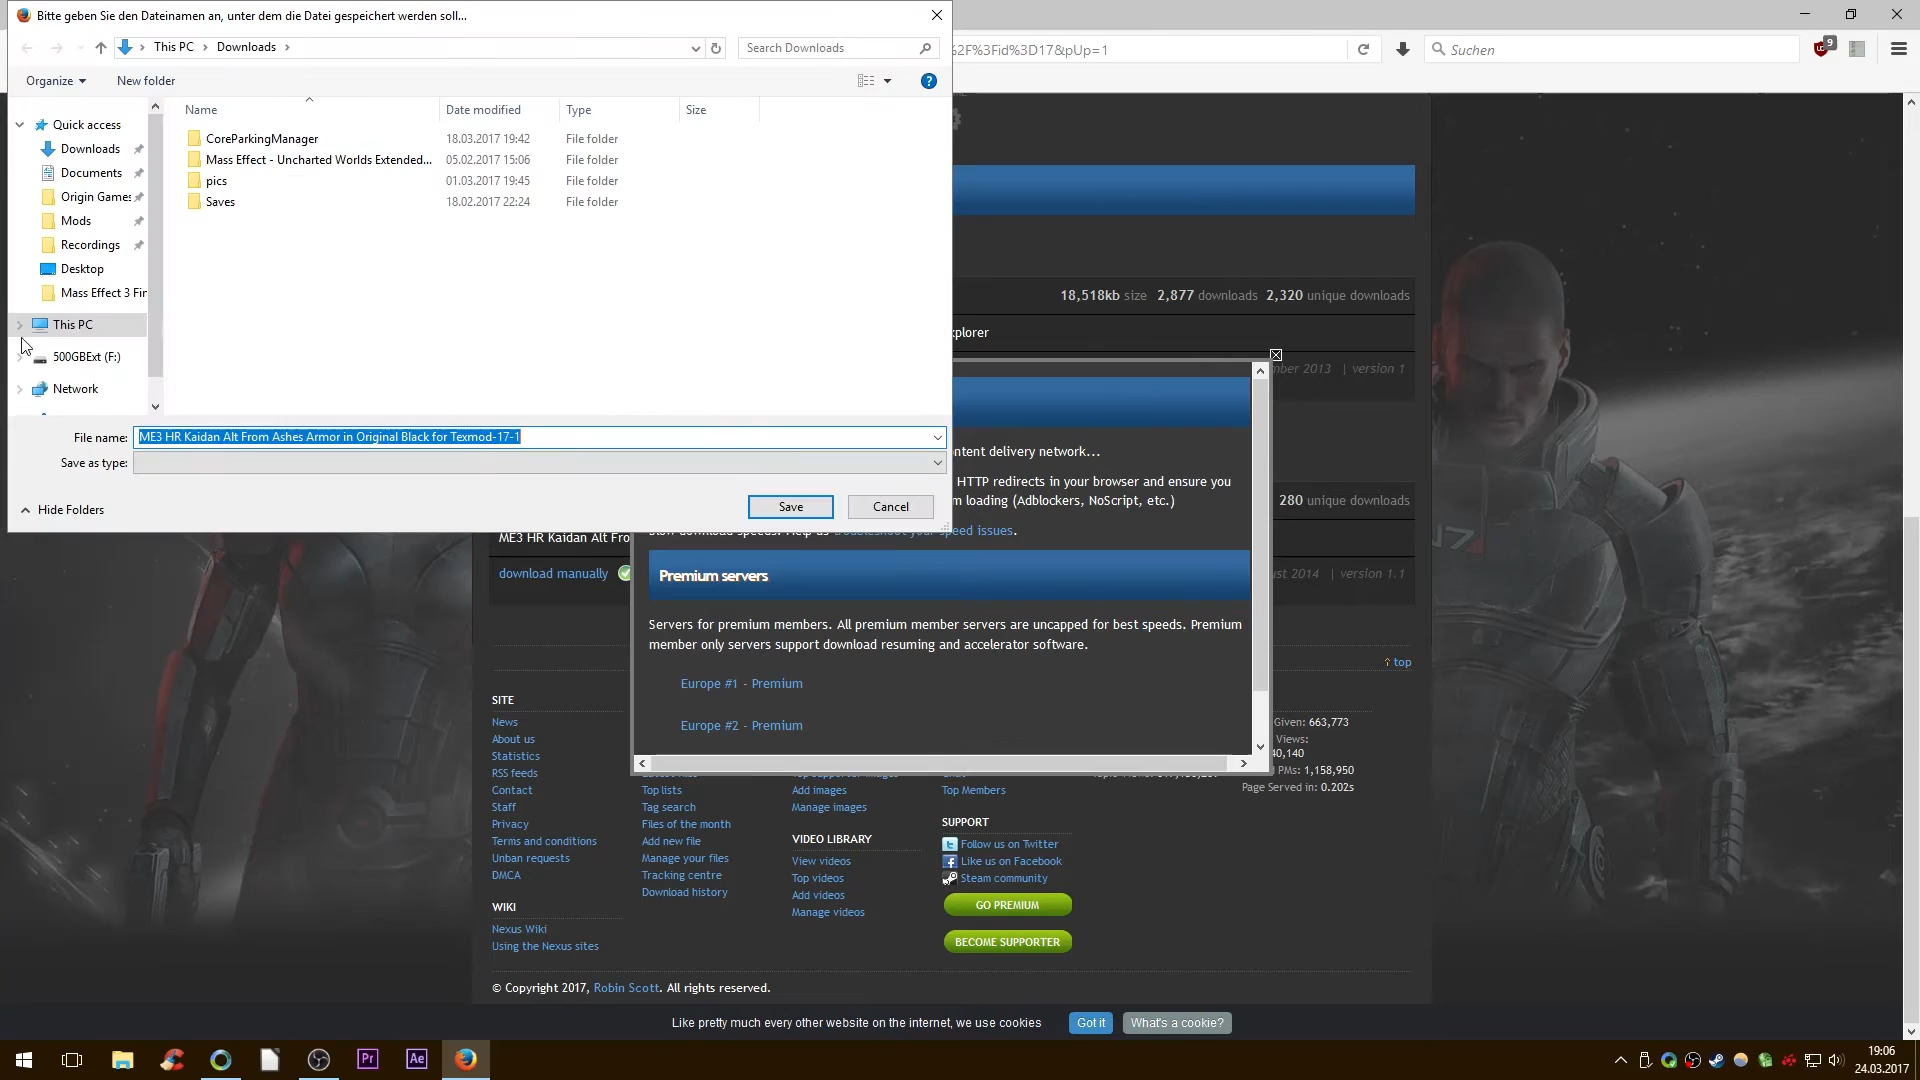 Bitte geben Sie den Dateinamen an, unter dem die Datei gespeichert werden soll...
This PC
Downloads
Search Downloads
2F%3Fid%3D17&pUp=1
Suchen
9
Organize
New folder
Name
Date modified
Type
Size
Quick access
Downloads
Documents
Origin Games
Mods
Recordings
Desktop
Mass Effect 3 Fin
This PC
500GBExt (F:)
Network
CoreParkingManager 18.03.2017 19:42 File folder
Mass Effect - Uncharted Worlds Extended... 05.02.2017 15:06 File folder
pics 01.03.2017 19:45 File folder
Saves 18.02.2017 22:24 File folder
File name: ME3 HR Kaidan Alt From Ashes Armor in Original Black for Texmod-17-1
Save as type:
Hide Folders
Save
Cancel
18,518kb size 2,877 downloads 2,320 unique downloads
xplorer
mber 2013 | version 1
ntent delivery network...
HTTP redirects in your browser and ensure you
m loading (Adblockers, NoScript, etc.)
280 unique downloads
Slow download speeds? Help us troubleshoot your speed issues.
ME3 HR Kaidan Alt Fro
download manually
ust 2014 | version 1.1
Premium servers
Servers for premium members. All premium member servers are uncapped for best speeds. Premium
member only servers support download resuming and accelerator software.
Europe #1 - Premium
Europe #2 - Premium
top
SITE
News
About us
Statistics
RSS feeds
Contact
Staff
Privacy
Terms and conditions
Unban requests
DMCA
WIKI
Nexus Wiki
Using the Nexus sites
Top lists
Tag search
Files of the month
Add new file
Manage your files
Tracking centre
Download history
Add images
Manage images
VIDEO LIBRARY
View videos
Top videos
Add videos
Manage videos
Top Members
SUPPORT
Follow us on Twitter
Like us on Facebook
Steam community
GO PREMIUM
BECOME SUPPORTER
Given: 663,773
Views:
40,140
PMs: 1,158,950
Page Served in: 0.202s
© Copyright 2017, Robin Scott. All rights reserved.
Like pretty much every other website on the internet, we use cookies
Got it
What's a cookie?
Pr
Ae
19:06
24.03.2017